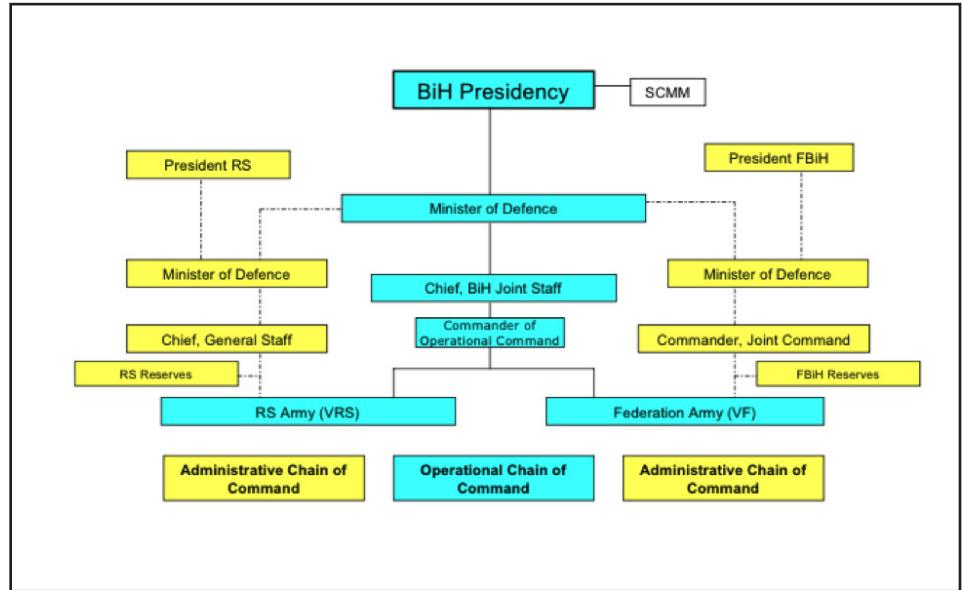 BiH Presidency
SCMM
President RS
President FBiH
Minister of Defence
Minister of Defence
Minister of Defence
Chief, BiH Joint Staff
Chief, General Staff
Commander of
Operational Command
Commander, Joint Command
RS Reserves
FBiH Reserves
RS Army (VRS)
Federation Army (VF)
Administrative Chain of
Command
Operational Chain of
Command
Administrative Chain of
Command